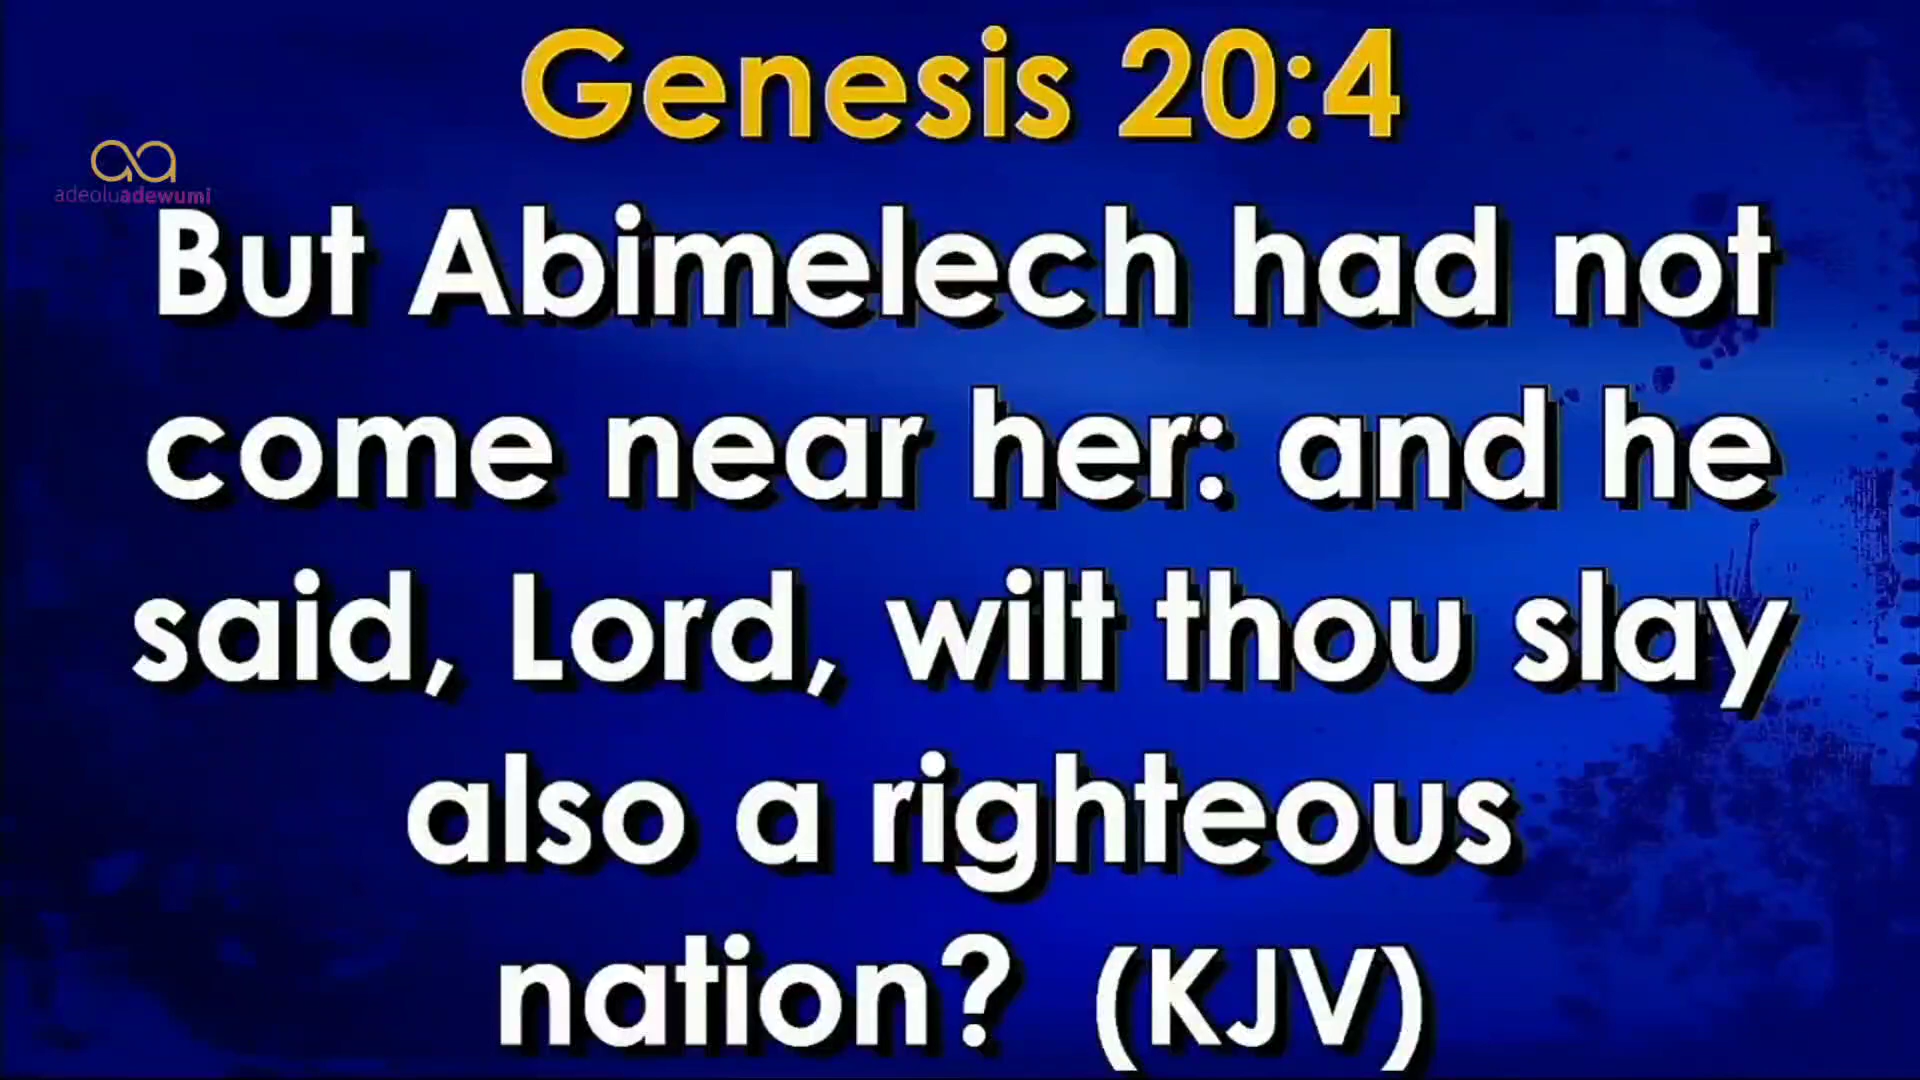 Genesis 20:4
adeoluadewumi
But Abimelech had not
come near her: and he
said, Lord, wilt thou slay
also a righteous
nation? (KJV)